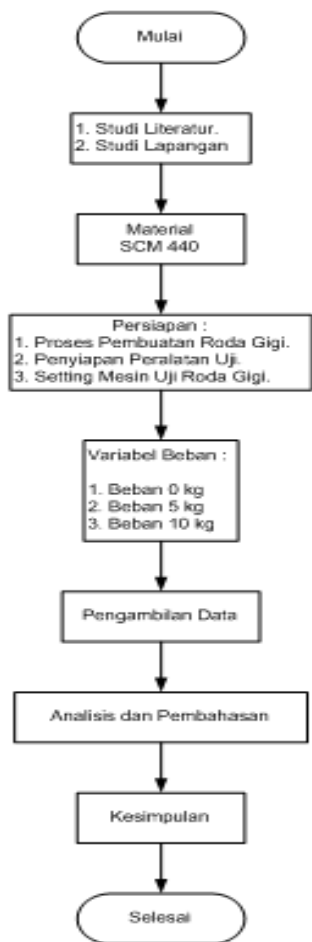 Mulai
1. Studi Literatur.
2. Studi Lapangan
Material
SCM 440
Persiapan :
1. Proses Pembuatan Roda Gigi.
2. Penyiapan Peralatan Uji.
3. Setting Mesin Uji Roda Gigi.
Variabel Beban :
1. Beban 0 kg
2. Beban 5 kg
3. Beban 10 kg
Pengambilan Data
Analisis dan Pembahasan
Kesimpulan
Selesai